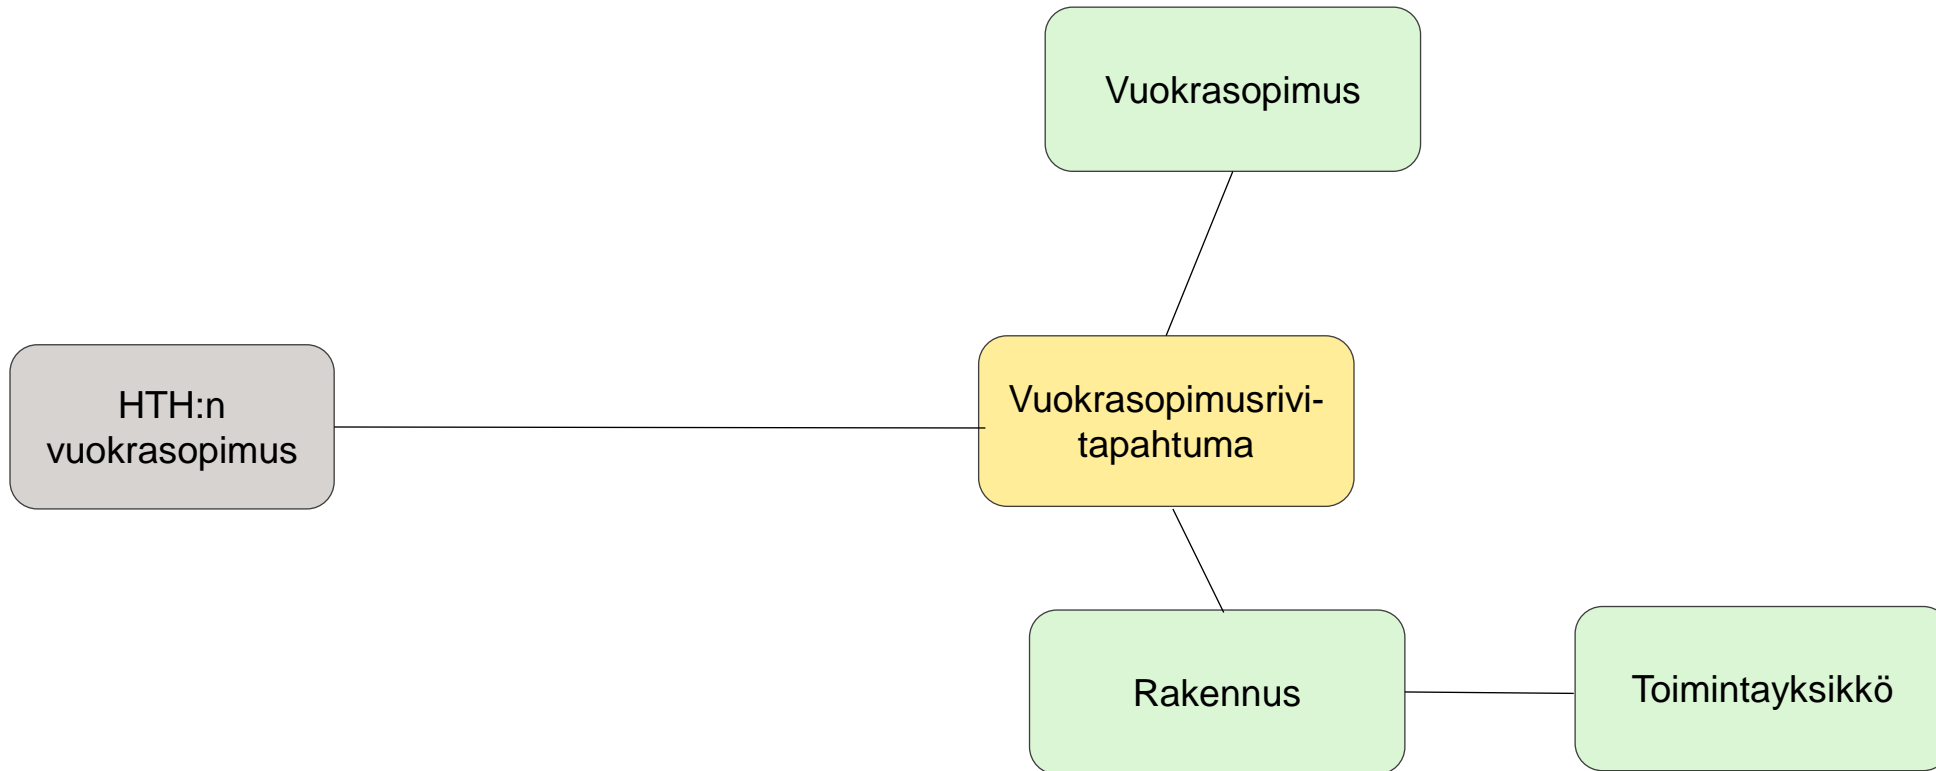 Vuokrasopimus
HTH:n
vuokrasopimus
Vuokrasopimusrivi-
tapahtuma
Rakennus
Toimintayksikkö